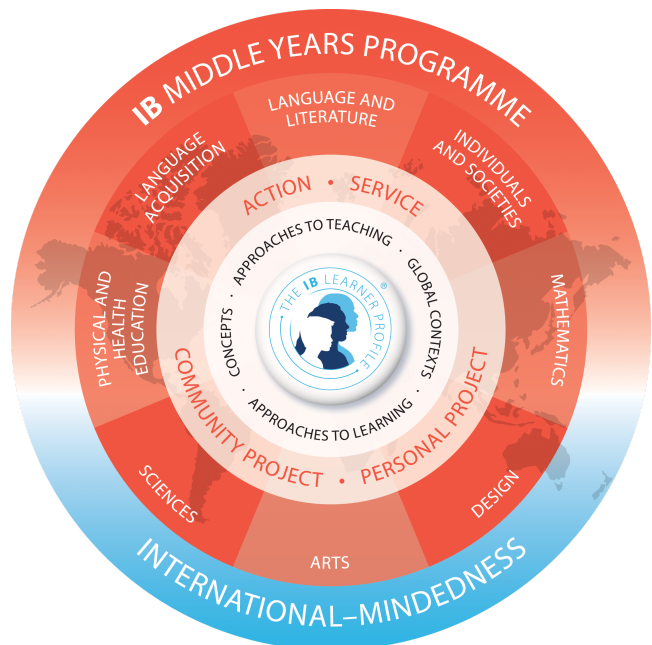 IB MIDDLE YEARS PROGRAMME
LANGUAGE AND
LITERATURE
LANGUAGE
ACQUISITION
INDIVIDUALS
AND SOCIETIES
PHYSICAL AND
HEALTH
EDUCATION
MATHEMATICS
SCIENCES
DESIGN
ARTS
ACTION • SERVICE
COMMUNITY PROJECT • PERSONAL PROJECT
APPROACHES TO TEACHING · GLOBAL CONTEXTS · APPROACHES TO LEARNING · CONCEPTS ·
THE IB LEARNER PROFILE ®
INTERNATIONAL–MINDEDNESS